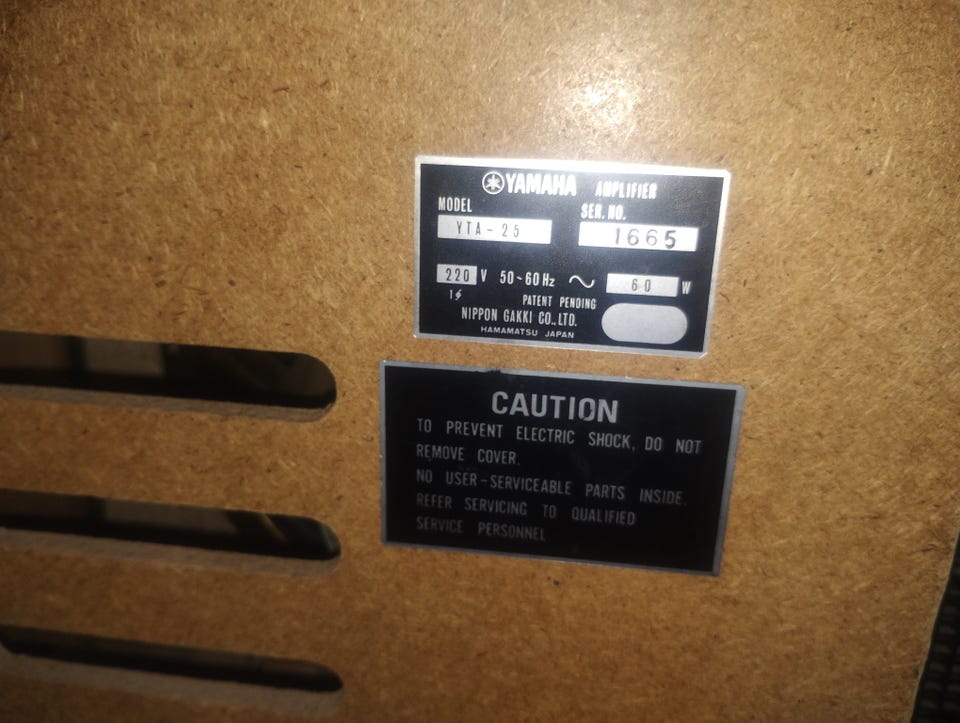 YAMAHA AMPLIFIER
MODEL SER. NO.
YTA-25 1665
220 V 50~60Hz ~ 60 W
PATENT PENDING
NIPPON GAKKI CO., LTD.
HAMAMATSU JAPAN
CAUTION
TO PREVENT ELECTRIC SHOCK, DO NOT
REMOVE COVER.
NO USER-SERVICEABLE PARTS INSIDE.
REFER SERVICING TO QUALIFIED
SERVICE PERSONNEL